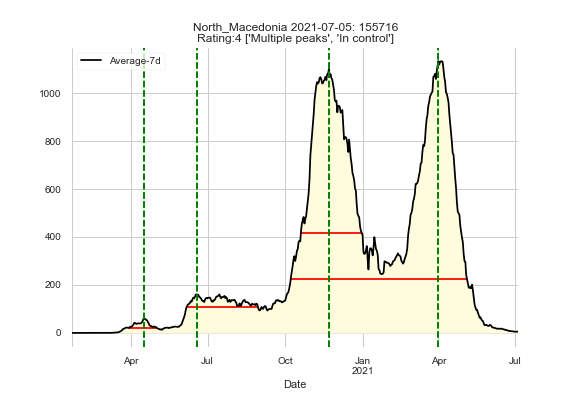 North_Macedonia 2021-07-05: 155716
Rating:4 ['Multiple peaks', 'In control']
Average-7d
1000
800
600
400
200
0
Apr Jul Oct Jan Apr Jul
2021
Date